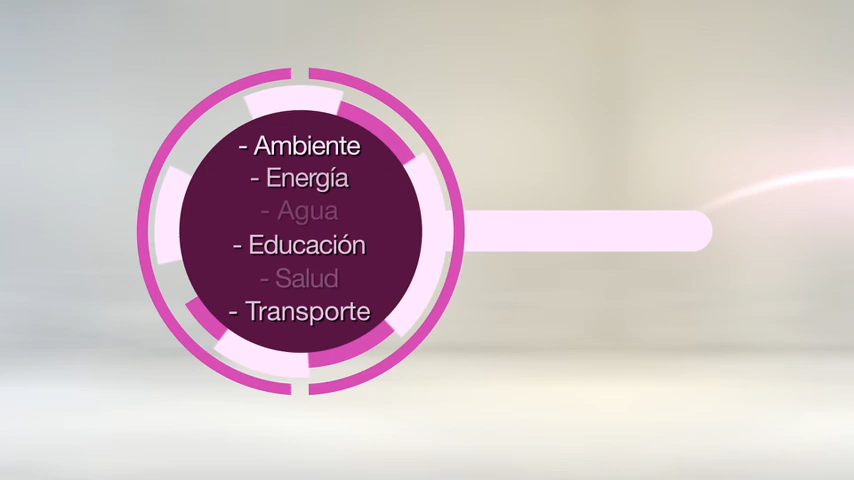 - Ambiente
- Energía
- Agua
- Educación
- Salud
- Transporte